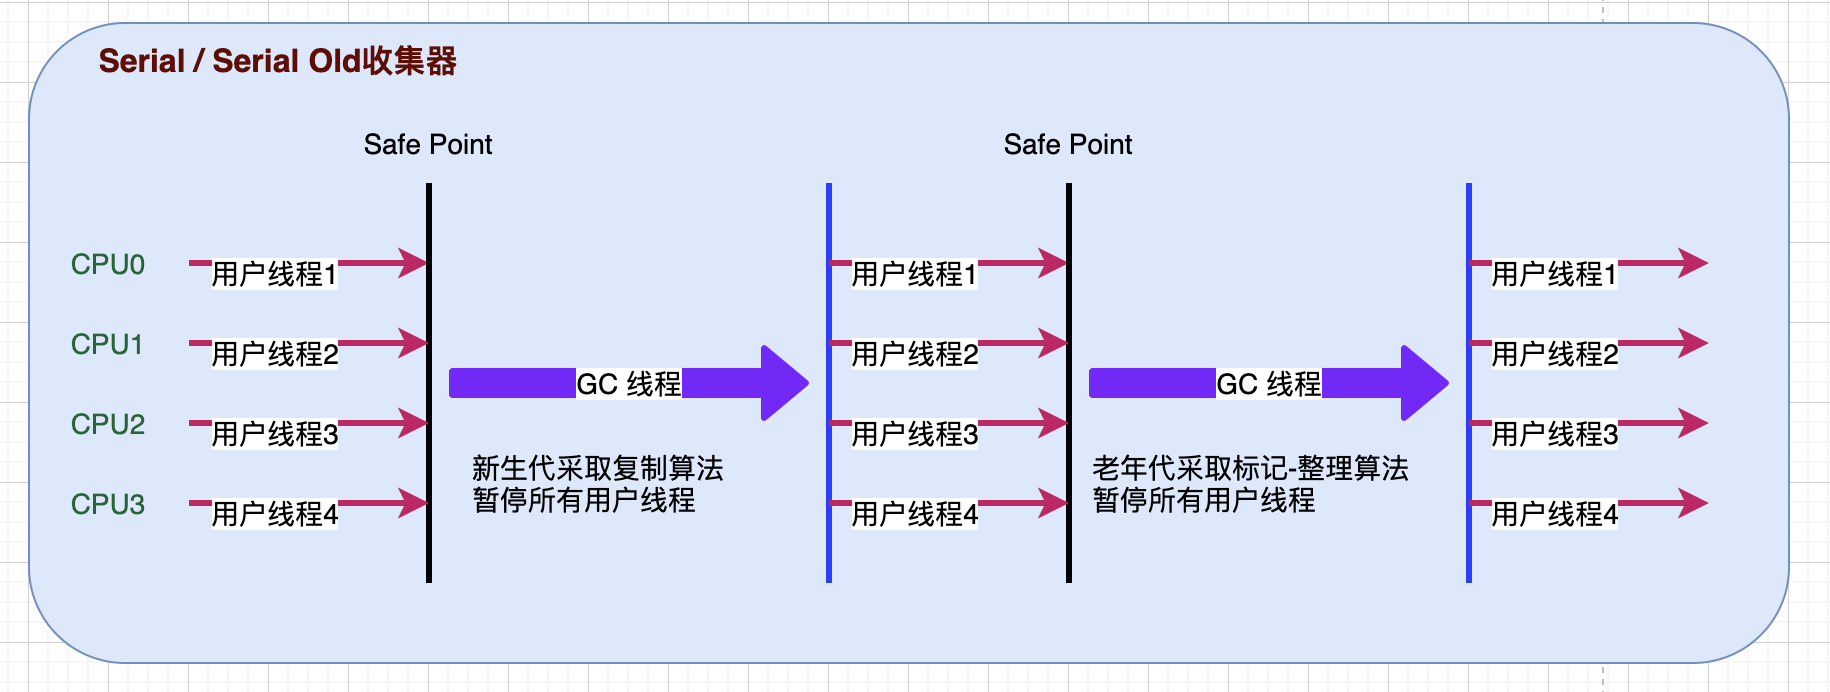 Serial / Serial Old收集器
Safe Point
Safe Point
CPU0
用户线程1
用户线程1
用户线程1
CPU1
用户线程2
用户线程2
用户线程2
GC 线程
GC 线程
CPU2
用户线程3
用户线程3
用户线程3
新生代采取复制算法
暂停所有用户线程
老年代采取标记-整理算法
暂停所有用户线程
CPU3
用户线程4
用户线程4
用户线程4